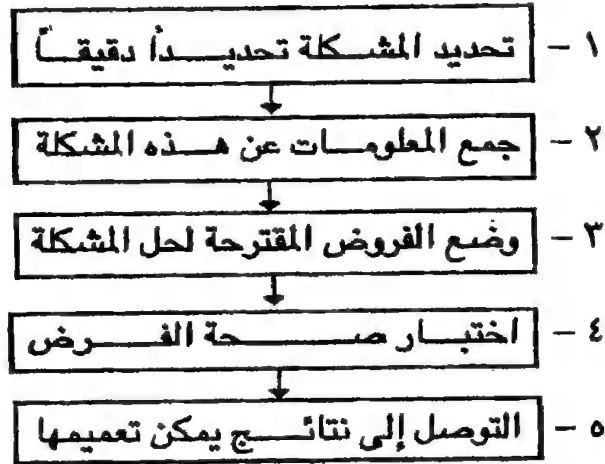 ١ - تحديد المشكلة تحديداً دقيقاً
٢ - جمع المعلومات عن هذه المشكلة
٣ - وضع الفروض المقترحة لحل المشكلة
٤ - اختبار صحة الفرض
٥ - التوصل إلى نتائج يمكن تعميمها